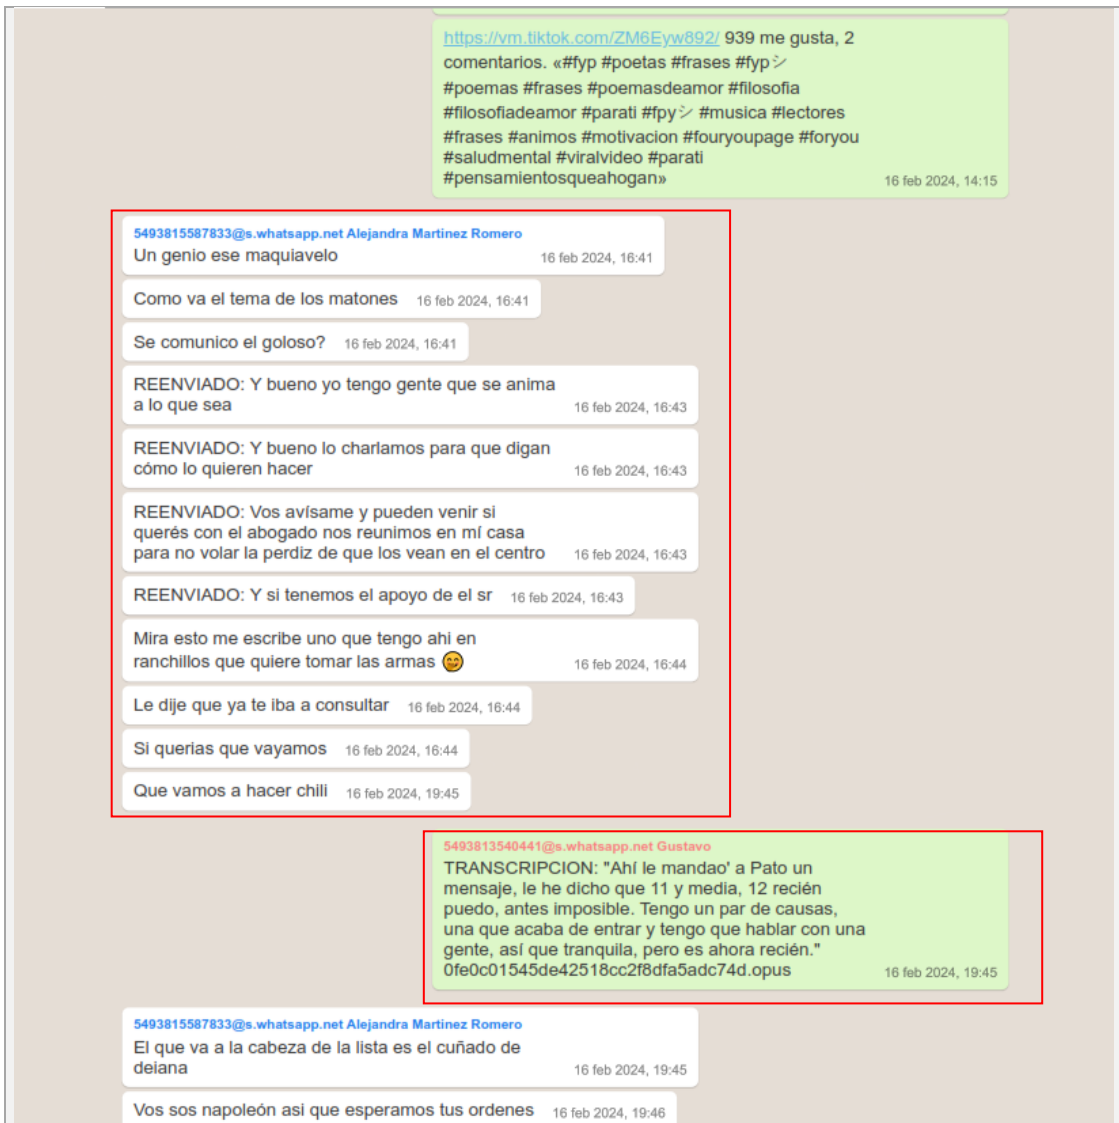 https://vm.tiktok.com/ZM6Eyw892/ 939 me gusta, 2
comentarios. «#fyp #poetas #frases #fypシ
#poemas #frases #poemasdeamor #filosofia
#filosofiadeamor #parati #fpyシ #musica #lectores
#frases #animos #motivacion #fouryoupage #foryou
#saludmental #viralvideo #parati
#pensamientosqueahogan»
16 feb 2024, 14:15
5493815587833@s.whatsapp.net Alejandra Martinez Romero
Un genio ese maquiavelo 16 feb 2024, 16:41
Como va el tema de los matones 16 feb 2024, 16:41
Se comunico el goloso? 16 feb 2024, 16:41
REENVIADO: Y bueno yo tengo gente que se anima
a lo que sea 16 feb 2024, 16:43
REENVIADO: Y bueno lo charlamos para que digan
cómo lo quieren hacer 16 feb 2024, 16:43
REENVIADO: Vos avísame y pueden venir si
querés con el abogado nos reunimos en mí casa
para no volar la perdiz de que los vean en el centro 16 feb 2024, 16:43
REENVIADO: Y si tenemos el apoyo de el sr 16 feb 2024, 16:43
Mira esto me escribe uno que tengo ahi en
ranchillos que quiere tomar las armas 😋 16 feb 2024, 16:44
Le dije que ya te iba a consultar 16 feb 2024, 16:44
Si querias que vayamos 16 feb 2024, 16:44
Que vamos a hacer chili 16 feb 2024, 19:45
5493813540441@s.whatsapp.net Gustavo
TRANSCRIPCION: "Ahí le mandao' a Pato un
mensaje, le he dicho que 11 y media, 12 recién
puedo, antes imposible. Tengo un par de causas,
una que acaba de entrar y tengo que hablar con una
gente, así que tranquila, pero es ahora recién."
0fe0c01545de42518cc2f8dfa5adc74d.opus 16 feb 2024, 19:45
5493815587833@s.whatsapp.net Alejandra Martinez Romero
El que va a la cabeza de la lista es el cuñado de
deiana 16 feb 2024, 19:45
Vos sos napoleón asi que esperamos tus ordenes 16 feb 2024, 19:46